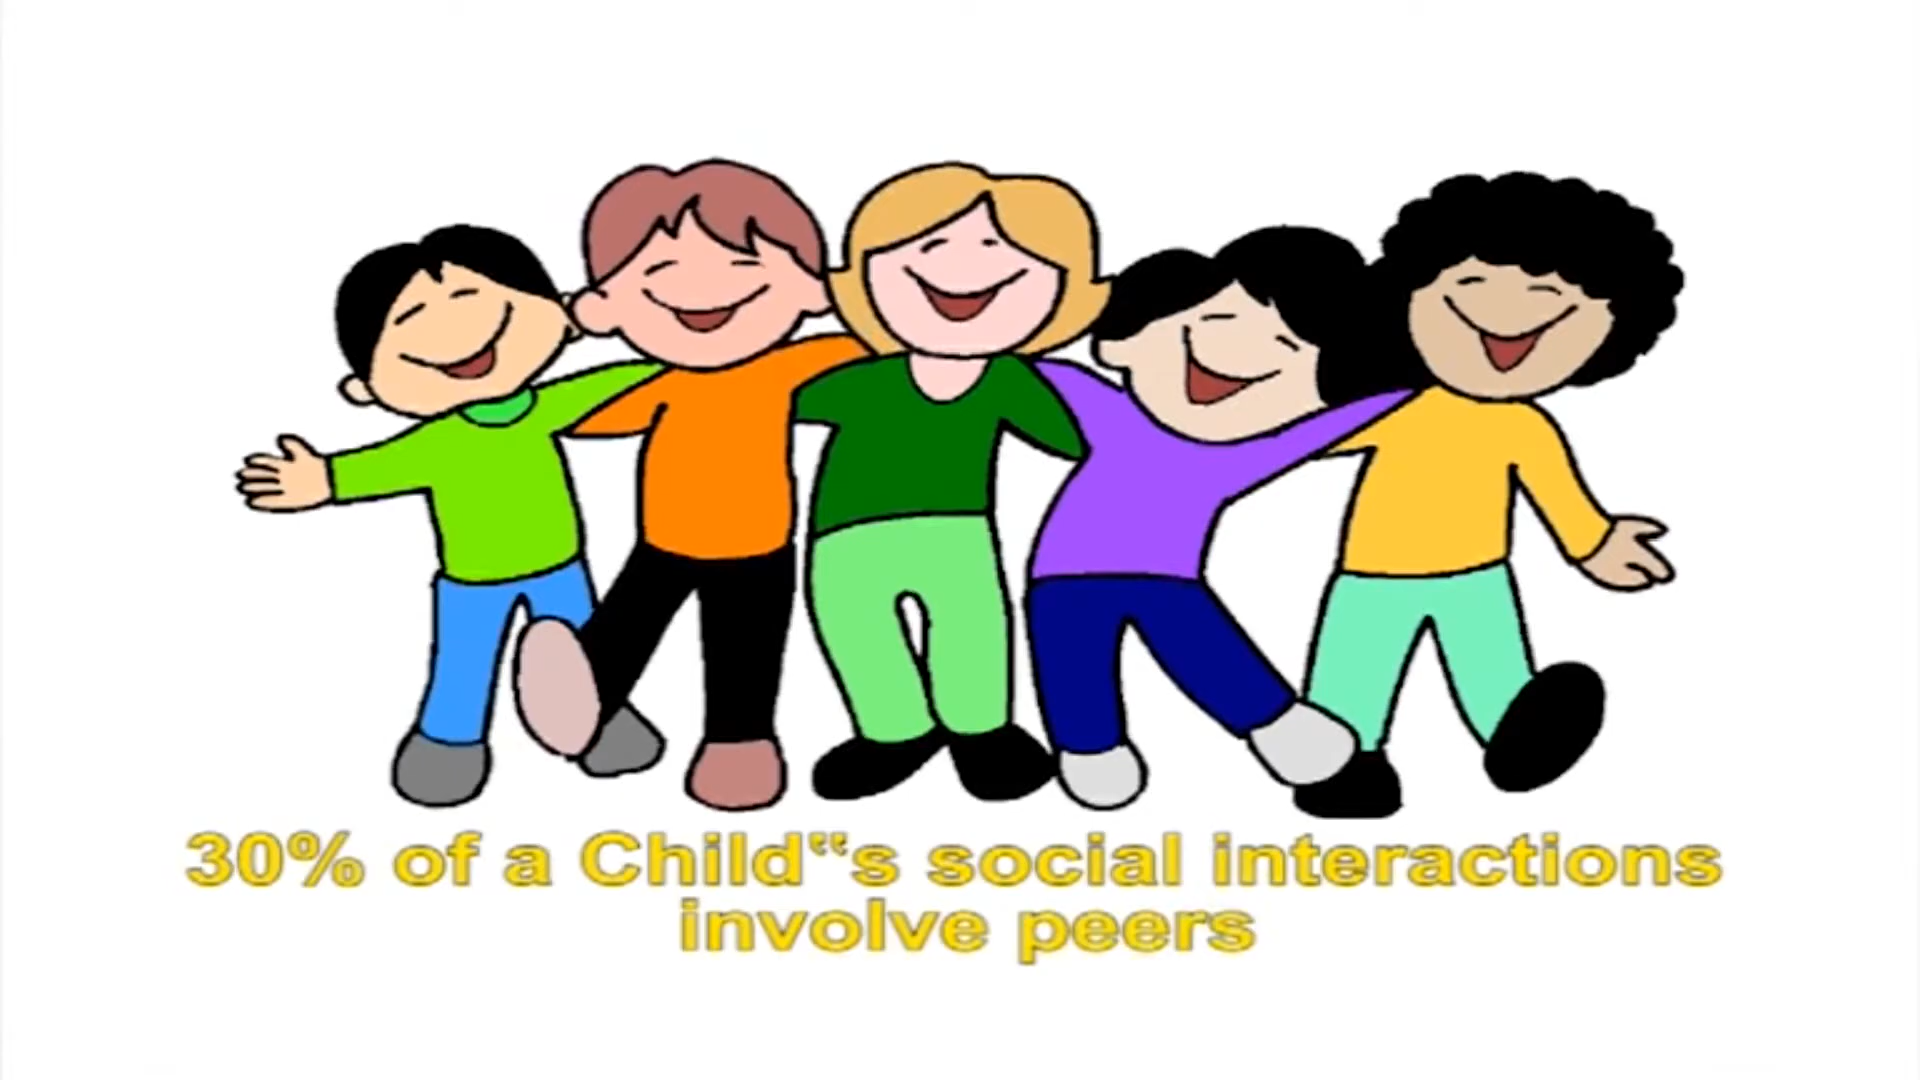 30% of a Child‟s social interactions
involve peers